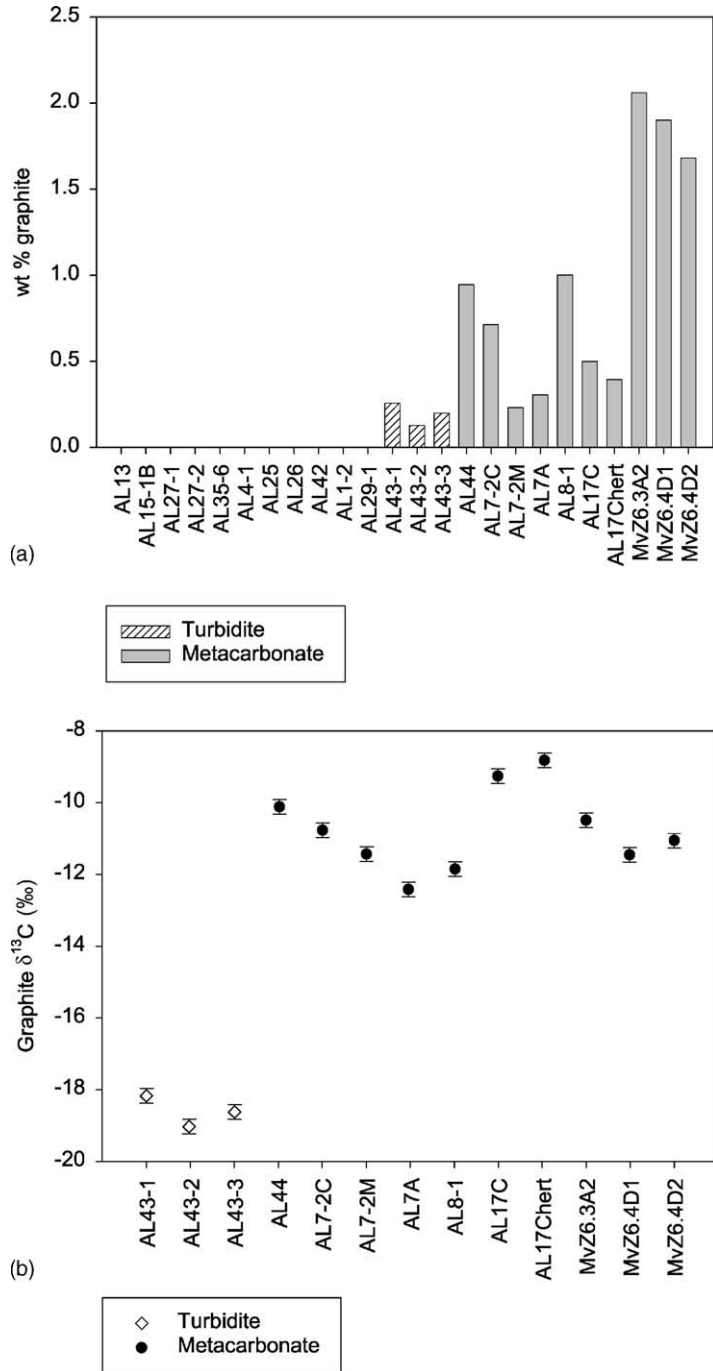 2.5
2.0
1.5
1.0
0.5
0.0
wt % graphite
AL13
AL15-1B
AL27-1
AL27-2
AL35-6
AL4-1
AL25
AL26
AL42
AL1-2
AL29-1
AL43-1
AL43-2
AL43-3
AL44
AL7-2C
AL7-2M
AL7A
AL8-1
AL17C
AL17Chert
MvZ6.3A2
MvZ6.4D1
MvZ6.4D2
(a)
Turbidite
Metacarbonate
-8
-10
-12
-14
-16
-18
-20
Graphite δ¹³C (‰)
AL43-1
AL43-2
AL43-3
AL44
AL7-2C
AL7-2M
AL7A
AL8-1
AL17C
AL17Chert
MvZ6.3A2
MvZ6.4D1
MvZ6.4D2
(b)
Turbidite
Metacarbonate